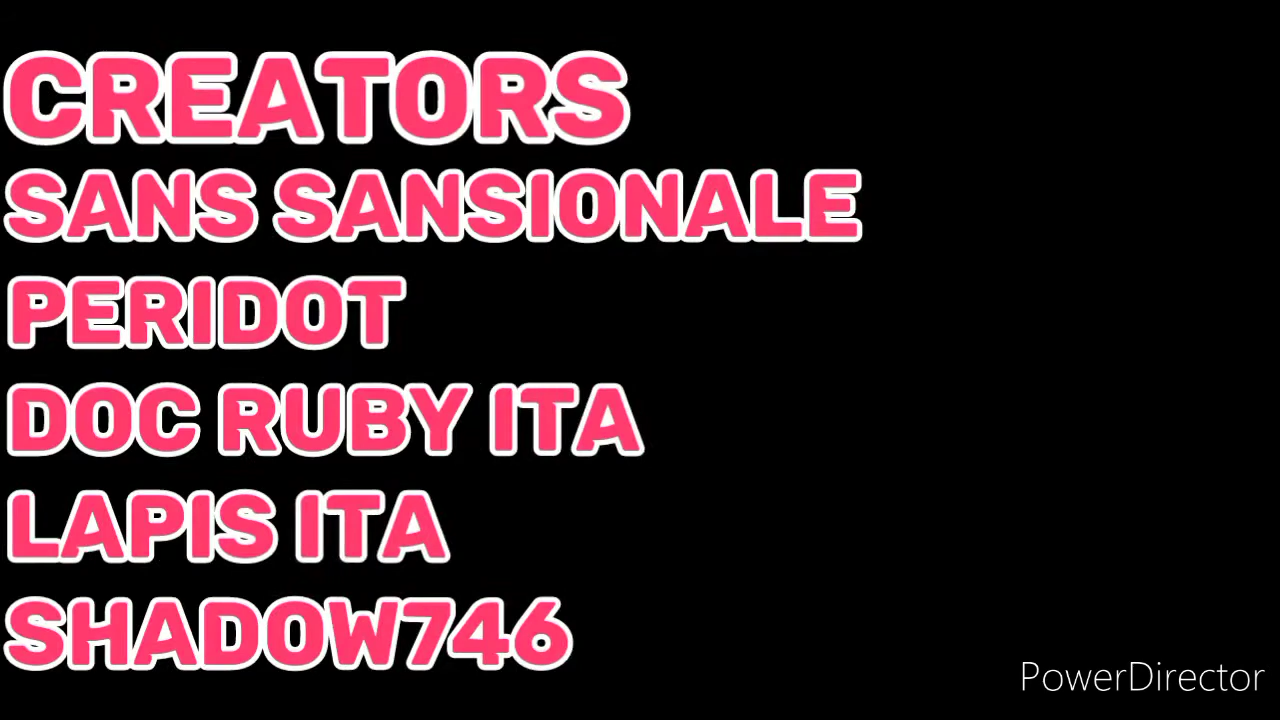 CREATORS
SANS SANSIONALE
PERIDOT
DOC RUBY ITA
LAPIS ITA
SHADOW746
PowerDirector